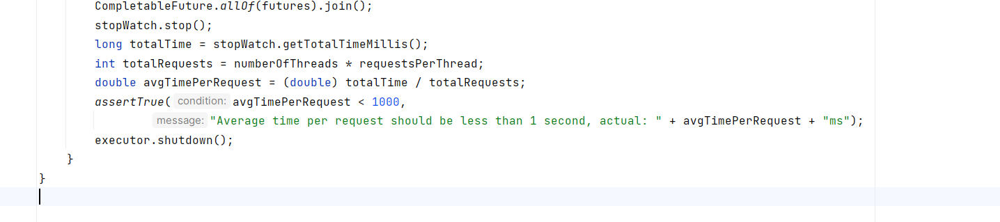 CompletableFuture.allOf(futures).join();
stopWatch.stop();
long totalTime = stopWatch.getTotalTimeMillis();
int totalRequests = numberOfThreads * requestsPerThread;
double avgTimePerRequest = (double) totalTime / totalRequests;
assertTrue( condition: avgTimePerRequest < 1000,
message: "Average time per request should be less than 1 second, actual: " + avgTimePerRequest + "ms");
executor.shutdown();
}
}